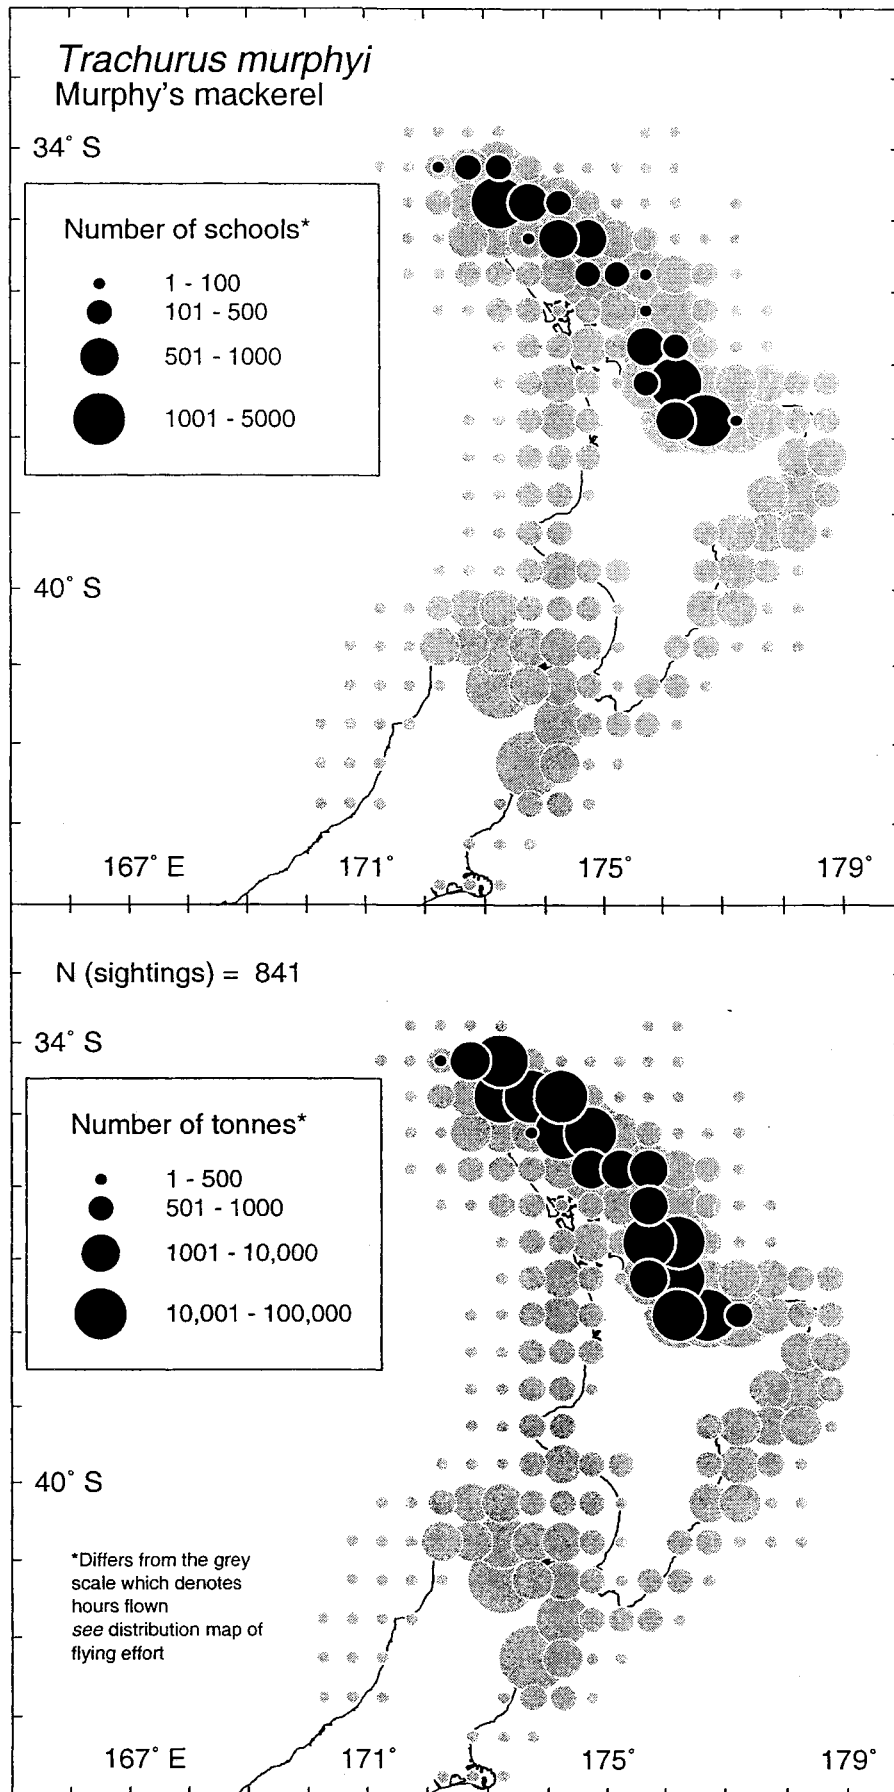 Trachurus murphyi
Murphy's mackerel
34° S
Number of schools*
1 - 100
101 - 500
501 - 1000
1001 - 5000
40° S
167° E 171° 175° 179°
N (sightings) = 841
34° S
Number of tonnes*
1 - 500
501 - 1000
1001 - 10,000
10,001 - 100,000
40° S
*Differs from the grey
scale which denotes
hours flown
see distribution map of
flying effort
167° E 171° 175° 179°